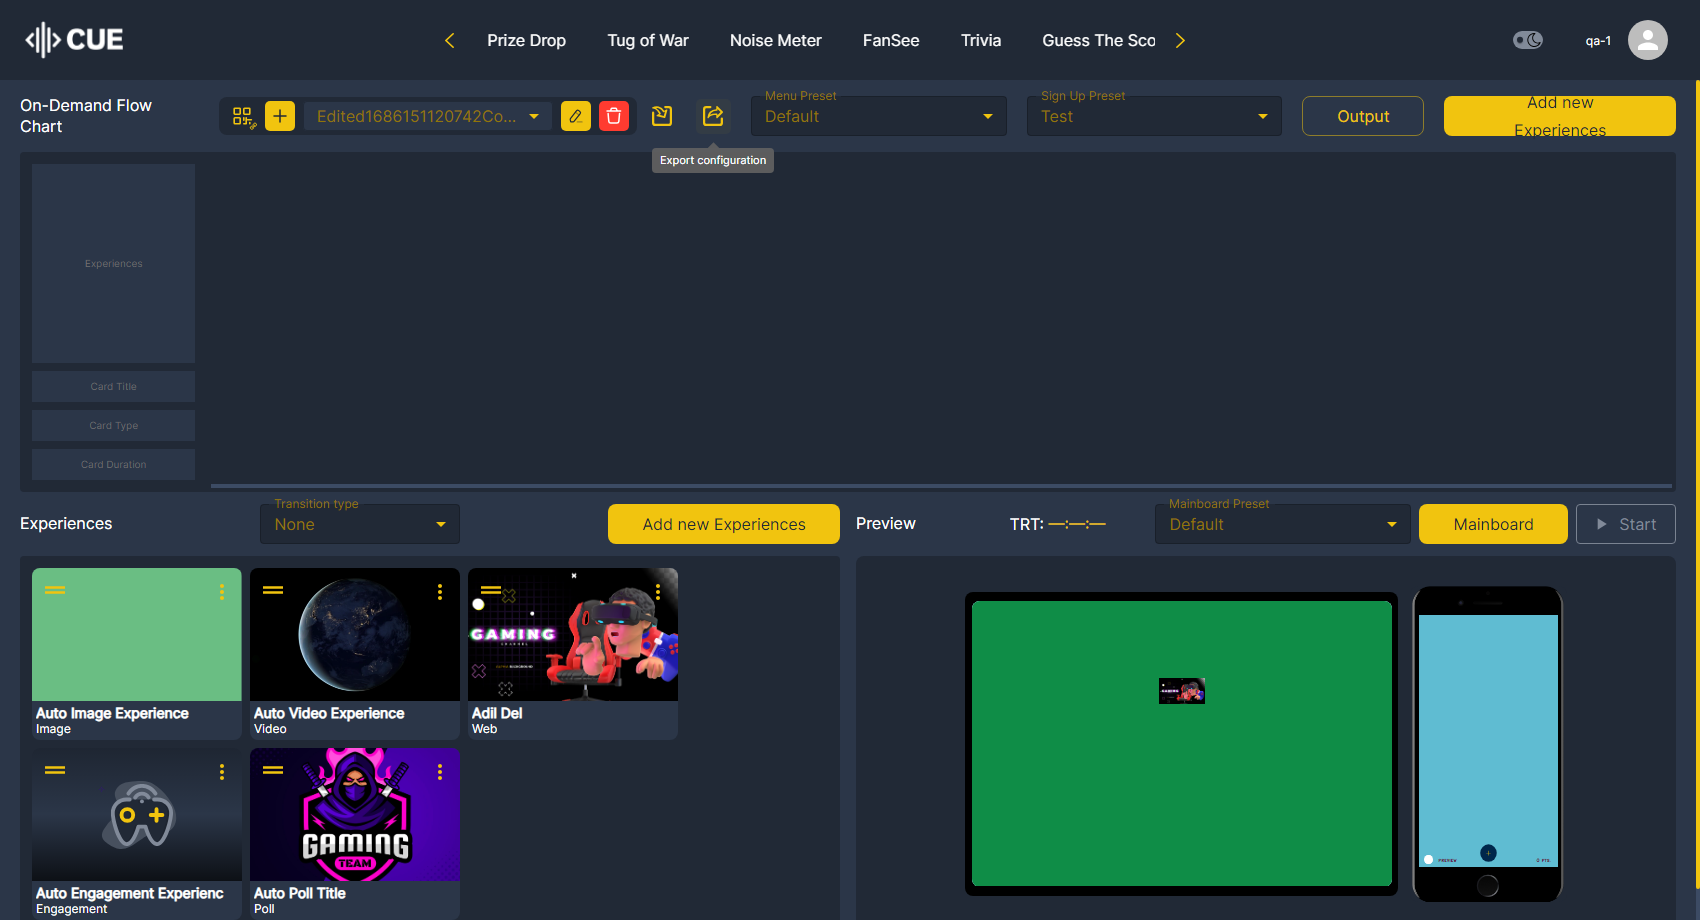 CUE
Prize Drop
Tug of War
Noise Meter
FanSee
Trivia
Guess The Sco
qa-1
On-Demand Flow
Chart
Edited1686151120742Co...
Menu Preset
Default
Sign Up Preset
Test
Output
Add new
Experiences
Export configuration
Experiences
Card Title
Card Type
Card Duration
Experiences
Transition type
None
Add new Experiences
Preview
TRT: —:—:—
Mainboard Preset
Default
Mainboard
Start
Auto Image Experience
Image
Auto Video Experience
Video
GAMING
Adil Del
Web
Auto Engagement Experienc
Engagement
GAMING
TEAM
Auto Poll Title
Poll
GAMING
PREVIEW
0 PTS